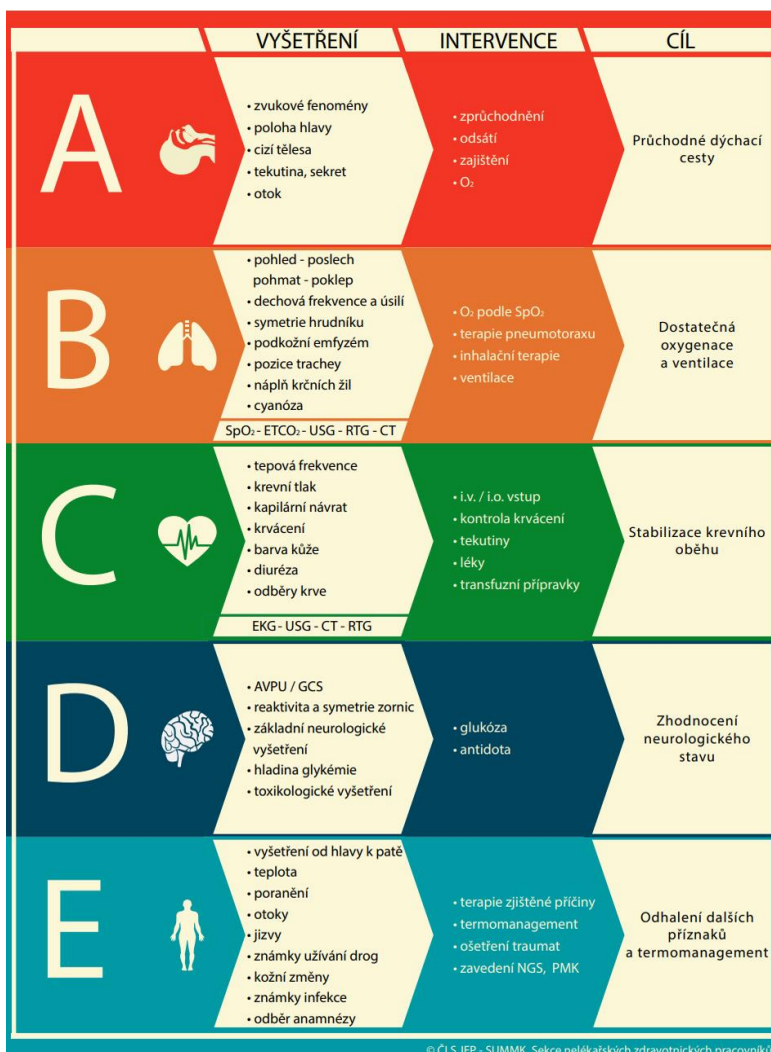 VYŠETŘENÍ
INTERVENCE
CÍL
A
• zvukové fenomény
• poloha hlavy
• cizí tělesa
• tekutina, sekret
• otok
• zprůchodnění
• odsátí
• zajištění
• O₂
Průchodné dýchací
cesty
B
• pohled - poslech
pohmat - poklep
• dechová frekvence a úsilí
• symetrie hrudníku
• podkožní emfyzém
• pozice trachey
• náplň krčních žil
• cyanóza
SpO₂ - ETCO₂ - USG - RTG - CT
• O₂ podle SpO₂
• terapie pneumotoraxu
• inhalační terapie
• ventilace
Dostatečná
oxygenace
a ventilace
C
• tepová frekvence
• krevní tlak
• kapilární návrat
• krvácení
• barva kůže
• diuréza
• odběry krve
EKG - USG - CT - RTG
• i.v. / i.o. vstup
• kontrola krvácení
• tekutiny
• léky
• transfuzní přípravky
Stabilizace krevního
oběhu
D
• AVPU / GCS
• reaktivita a symetrie zornic
• základní neurologické
vyšetření
• hladina glykémie
• toxikologické vyšetření
• glukóza
• antidota
Zhodnocení
neurologického
stavu
E
• vyšetření od hlavy k patě
• teplota
• poranění
• otoky
• jizvy
• známky užívání drog
• kožní změny
• známky infekce
• odběr anamnézy
• terapie zjištěné příčiny
• termomanagement
• ošetření traumat
• zavedení NGS, PMK
Odhalení dalších
příznaků
a termomanagement
© ČLS JEP - SUMMK, Sekce nelékařských zdravotnických pracovníků